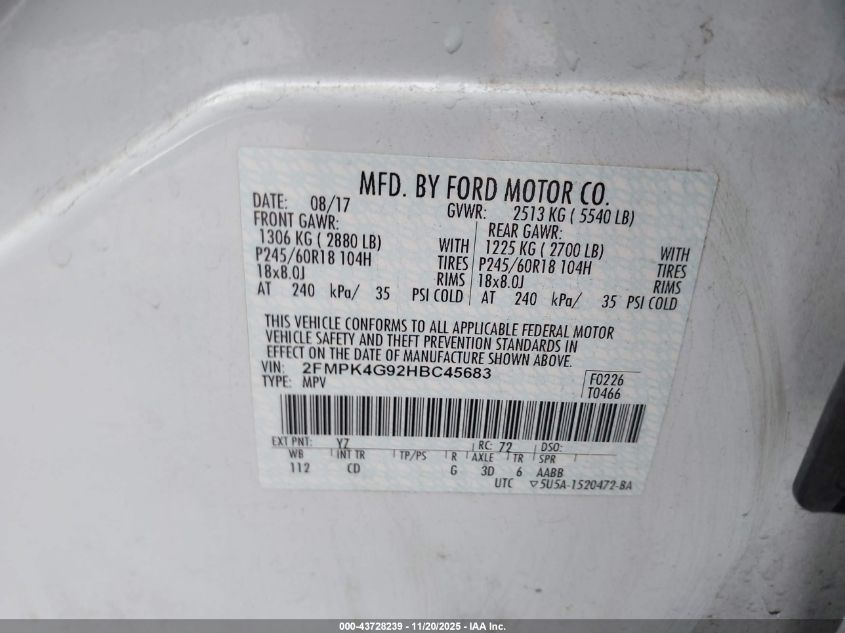 MFD. BY FORD MOTOR CO.
DATE: 08/17 GVWR: 2513 KG ( 5540 LB)
FRONT GAWR: REAR GAWR:
1306 KG ( 2880 LB) WITH 1225 KG ( 2700 LB) WITH
P245/60R18 104H TIRES P245/60R18 104H TIRES
18x8.0J RIMS 18x8.0J RIMS
AT 240 kPa/ 35 PSI COLD AT 240 kPa/ 35 PSI COLD
THIS VEHICLE CONFORMS TO ALL APPLICABLE FEDERAL MOTOR
VEHICLE SAFETY AND THEFT PREVENTION STANDARDS IN
EFFECT ON THE DATE OF MANUFACTURE SHOWN ABOVE.
VIN: 2FMPK4G92HBC45683
TYPE: MPV
F0226
T0466
EXT PNT: YZ RC: 72 DSO:
WB INT TR TP/PS R AXLE TR SPR
112 CD G 3D 6 AABB
UTC ▽5U5A-1520472-BA
000-43728239 - 11/20/2025 - IAA Inc.